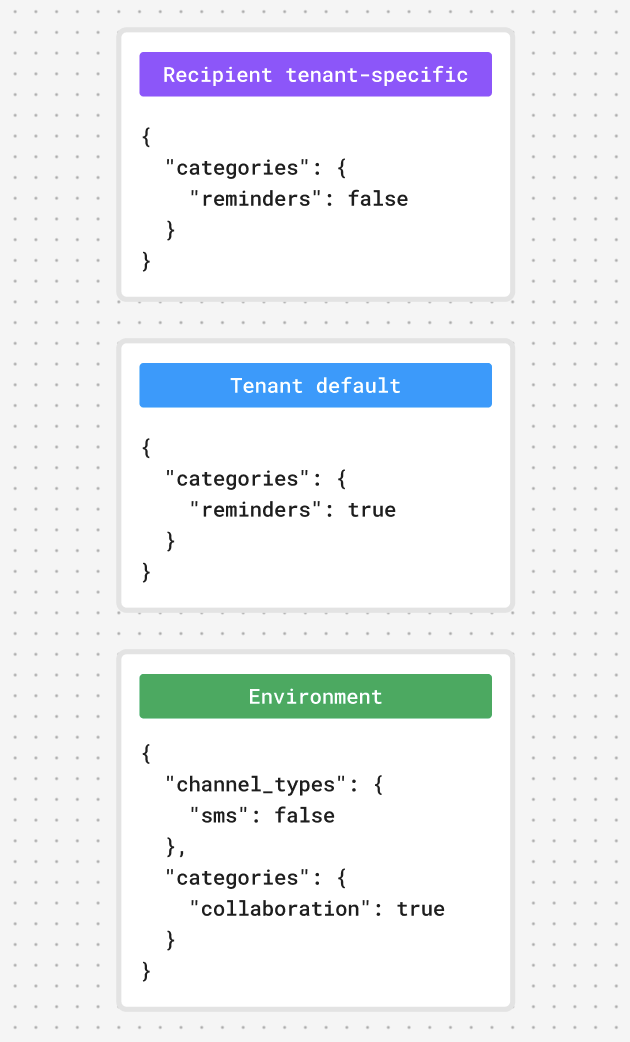 Recipient tenant-specific
{
  "categories": {
    "reminders": false
  }
}
Tenant default
{
  "categories": {
    "reminders": true
  }
}
Environment
{
  "channel_types": {
    "sms": false
  },
  "categories": {
    "collaboration": true
  }
}